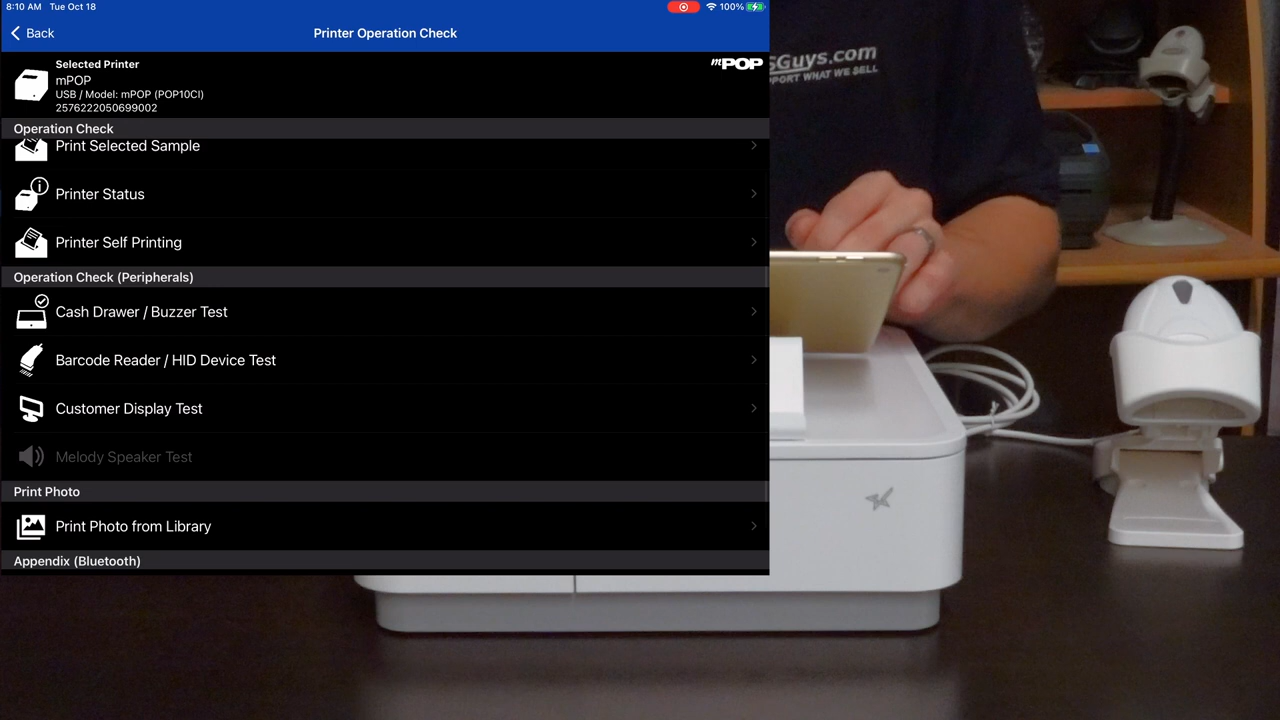 8:10 AM Tue Oct 18
100%
Back
Printer Operation Check
Selected Printer
mPOP
mPOP
USB / Model: mPOP (POP10CI)
2576222050699002
Operation Check
Print Selected Sample
Printer Status
Printer Self Printing
Operation Check (Peripherals)
Cash Drawer / Buzzer Test
Barcode Reader / HID Device Test
Customer Display Test
Melody Speaker Test
Print Photo
Print Photo from Library
Appendix (Bluetooth)
SGuys.com
PORT WHAT WE SELL